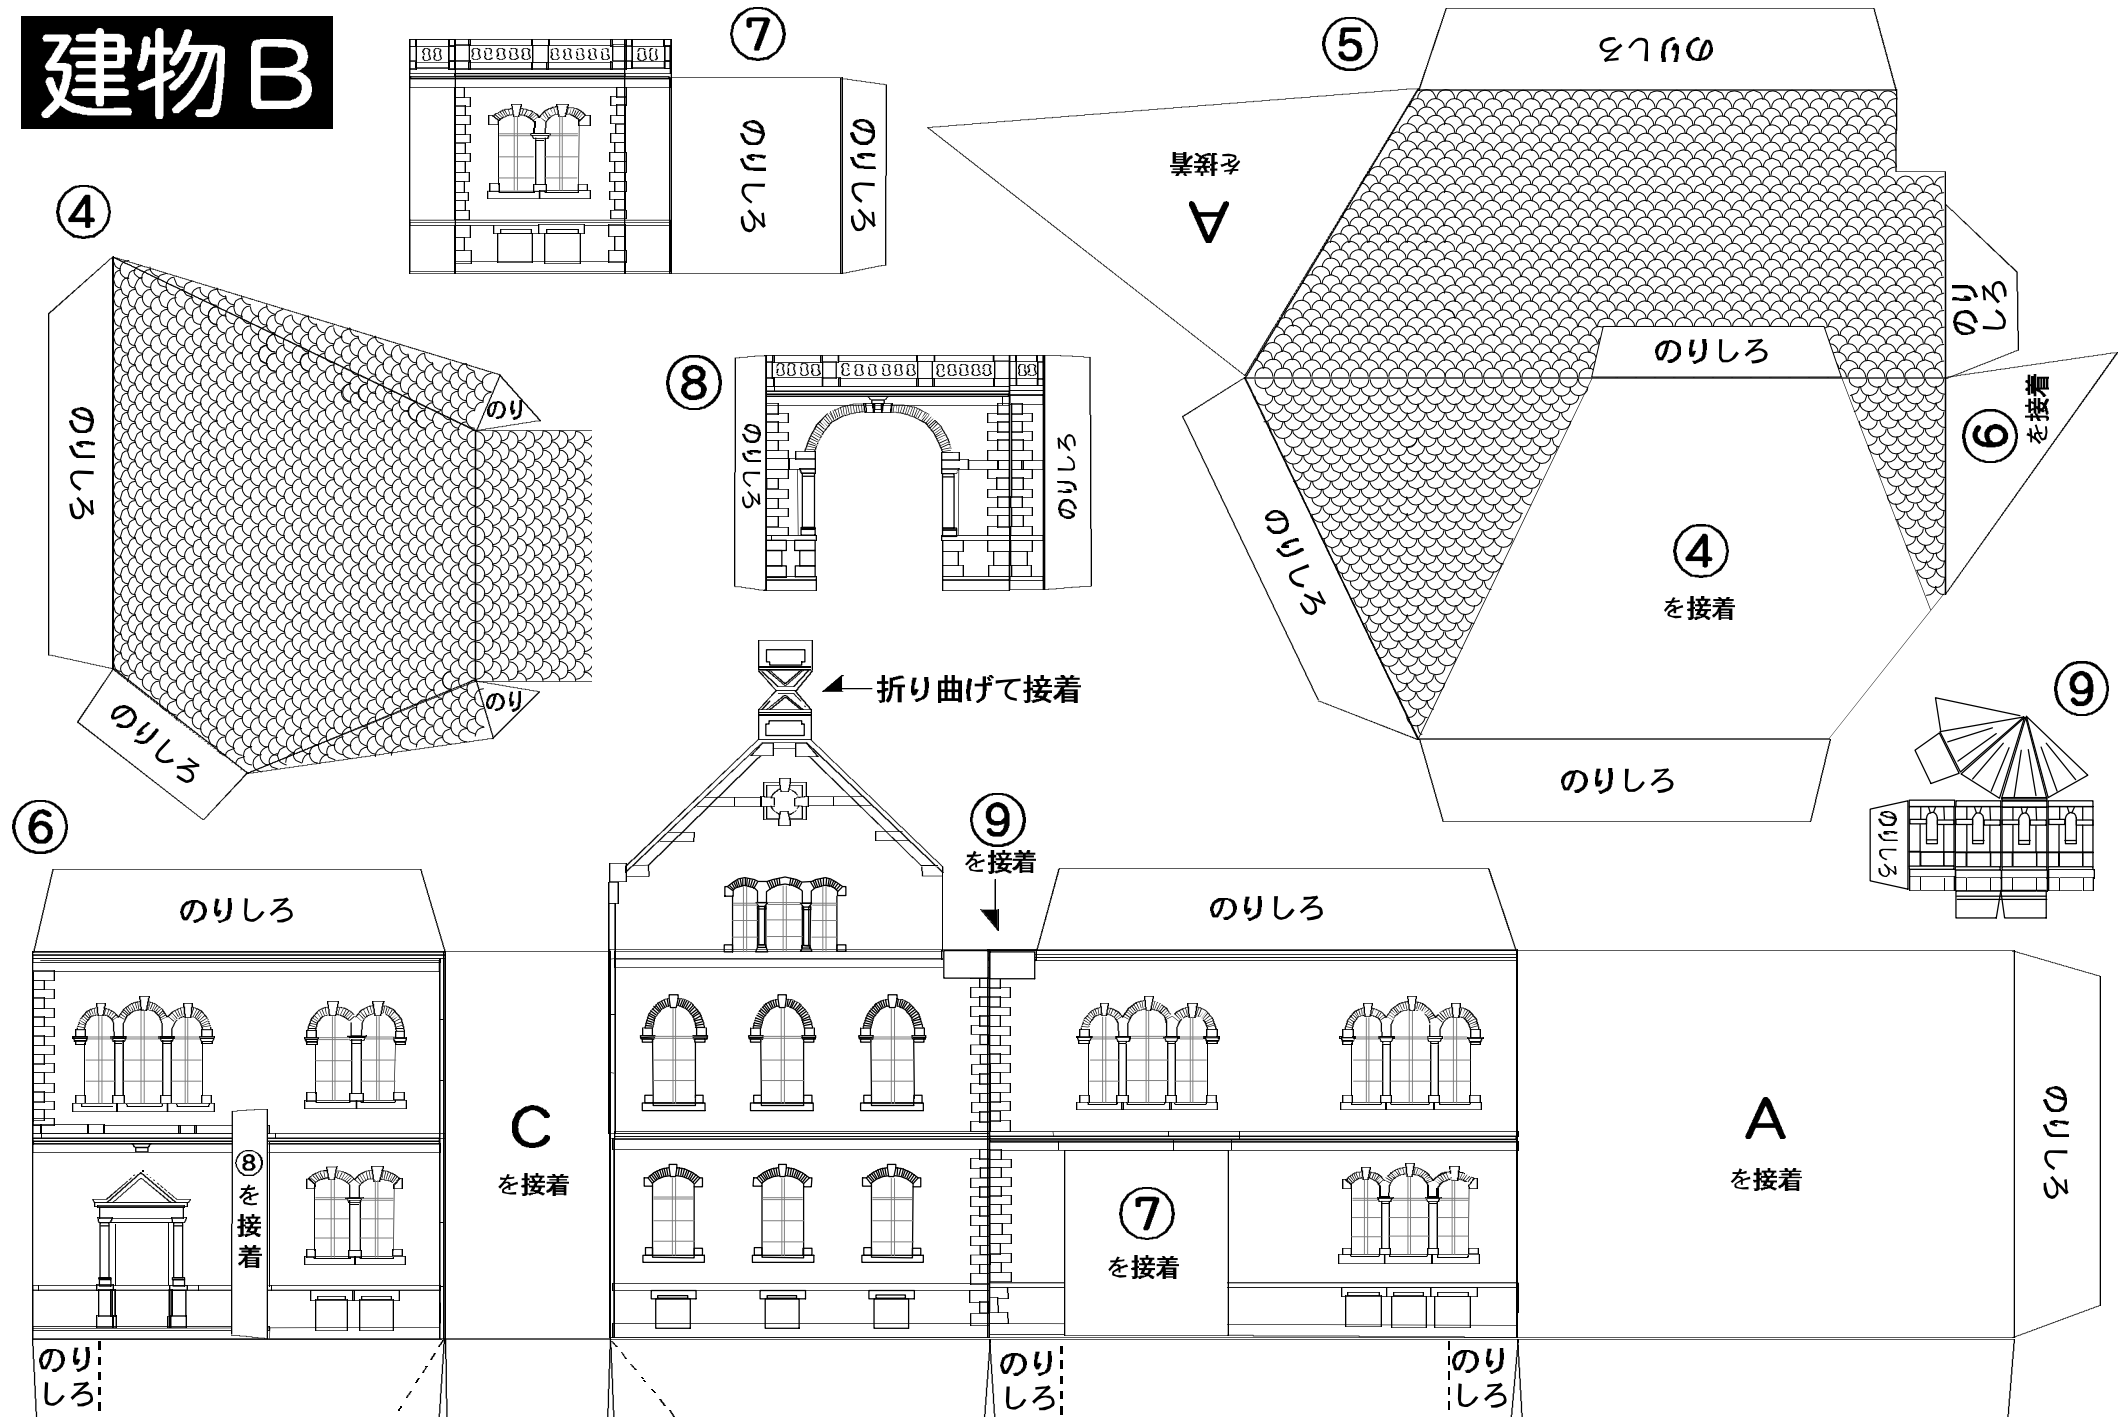 建物B
⑦
のりしろ
のりしろ
⑤
のりしろ
A
を接着
のりしろ
のりしろ
⑥
を接着
④
を接着
のりしろ
のりしろ
④
のりしろ
のり
のり
のりしろ
⑧
のりしろ
のりしろ
折り曲げて接着
⑨
のりしろ
⑥
のりしろ
⑧を接着
C
を接着
⑨
を接着
のりしろ
⑦
を接着
A
を接着
のりしろ
のり
しろ
のり
しろ
のり
しろ